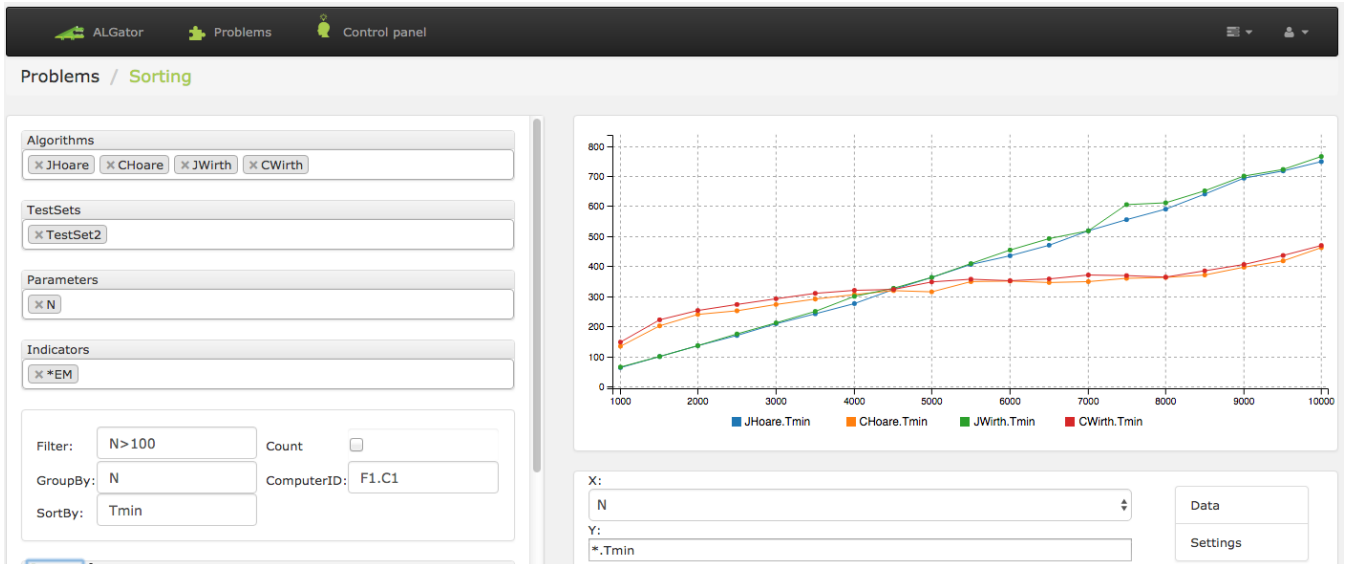 ALGator Problems Control panel
Problems / Sorting
Algorithms
× JHoare × CHoare × JWirth × CWirth
TestSets
× TestSet2
Parameters
× N
Indicators
× *EM
Filter: N>100 Count
GroupBy: N ComputerID: F1.C1
SortBy: Tmin
800
700
600
500
400
300
200
100
0
1000 2000 3000 4000 5000 6000 7000 8000 9000 10000
JHoare.Tmin CHoare.Tmin JWirth.Tmin CWirth.Tmin
X:
N
Y:
*.Tmin
Data
Settings